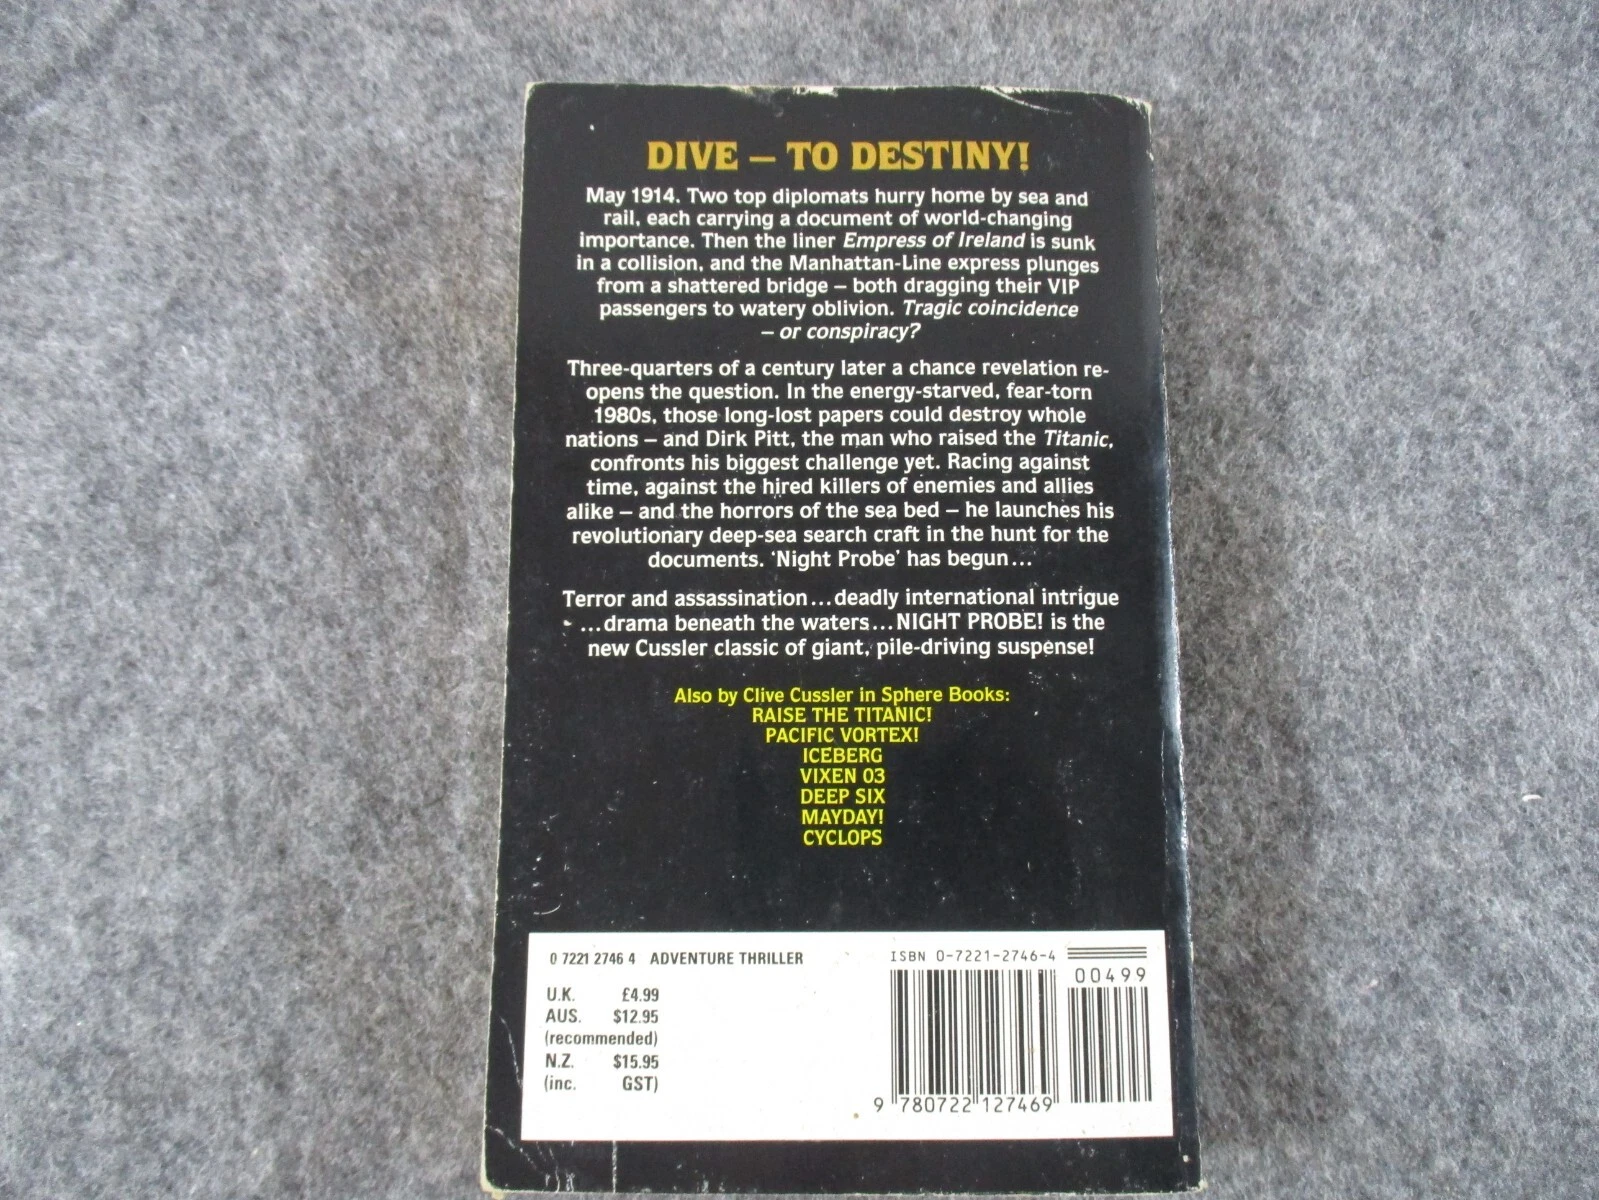 DIVE – TO DESTINY!
May 1914. Two top diplomats hurry home by sea and
rail, each carrying a document of world-changing
importance. Then the liner Empress of Ireland is sunk
in a collision, and the Manhattan-Line express plunges
from a shattered bridge – both dragging their VIP
passengers to watery oblivion. Tragic coincidence
– or conspiracy?
Three-quarters of a century later a chance revelation re-
opens the question. In the energy-starved, fear-torn
1980s, those long-lost papers could destroy whole
nations – and Dirk Pitt, the man who raised the Titanic,
confronts his biggest challenge yet. Racing against
time, against the hired killers of enemies and allies
alike – and the horrors of the sea bed – he launches his
revolutionary deep-sea search craft in the hunt for the
documents. ‘Night Probe’ has begun...
Terror and assassination...deadly international intrigue
...drama beneath the waters...NIGHT PROBE! is the
new Cussler classic of giant, pile-driving suspense!
Also by Clive Cussler in Sphere Books:
RAISE THE TITANIC!
PACIFIC VORTEX!
ICEBERG
VIXEN 03
DEEP SIX
MAYDAY!
CYCLOPS
0 7221 2746 4 ADVENTURE THRILLER
U.K. £4.99
AUS. $12.95
(recommended)
N.Z. $15.95
(inc. GST)
ISBN 0-7221-2746-4
00499
9 780722 127469